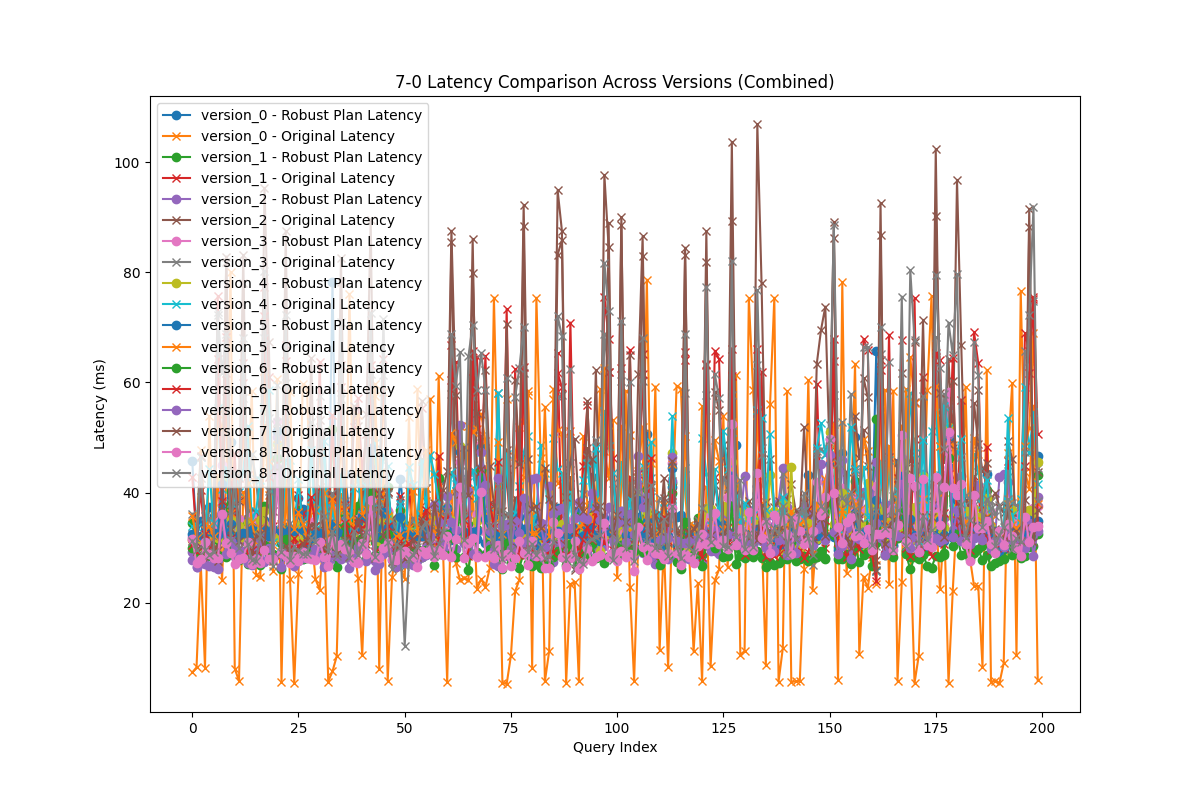 7-0 Latency Comparison Across Versions (Combined)
version_0 - Robust Plan Latency
version_0 - Original Latency
version_1 - Robust Plan Latency
version_1 - Original Latency
version_2 - Robust Plan Latency
version_2 - Original Latency
version_3 - Robust Plan Latency
version_3 - Original Latency
version_4 - Robust Plan Latency
version_4 - Original Latency
version_5 - Robust Plan Latency
version_5 - Original Latency
version_6 - Robust Plan Latency
version_6 - Original Latency
version_7 - Robust Plan Latency
version_7 - Original Latency
version_8 - Robust Plan Latency
version_8 - Original Latency
Latency (ms)
100
80
60
40
20
0 25 50 75 100 125 150 175 200
Query Index